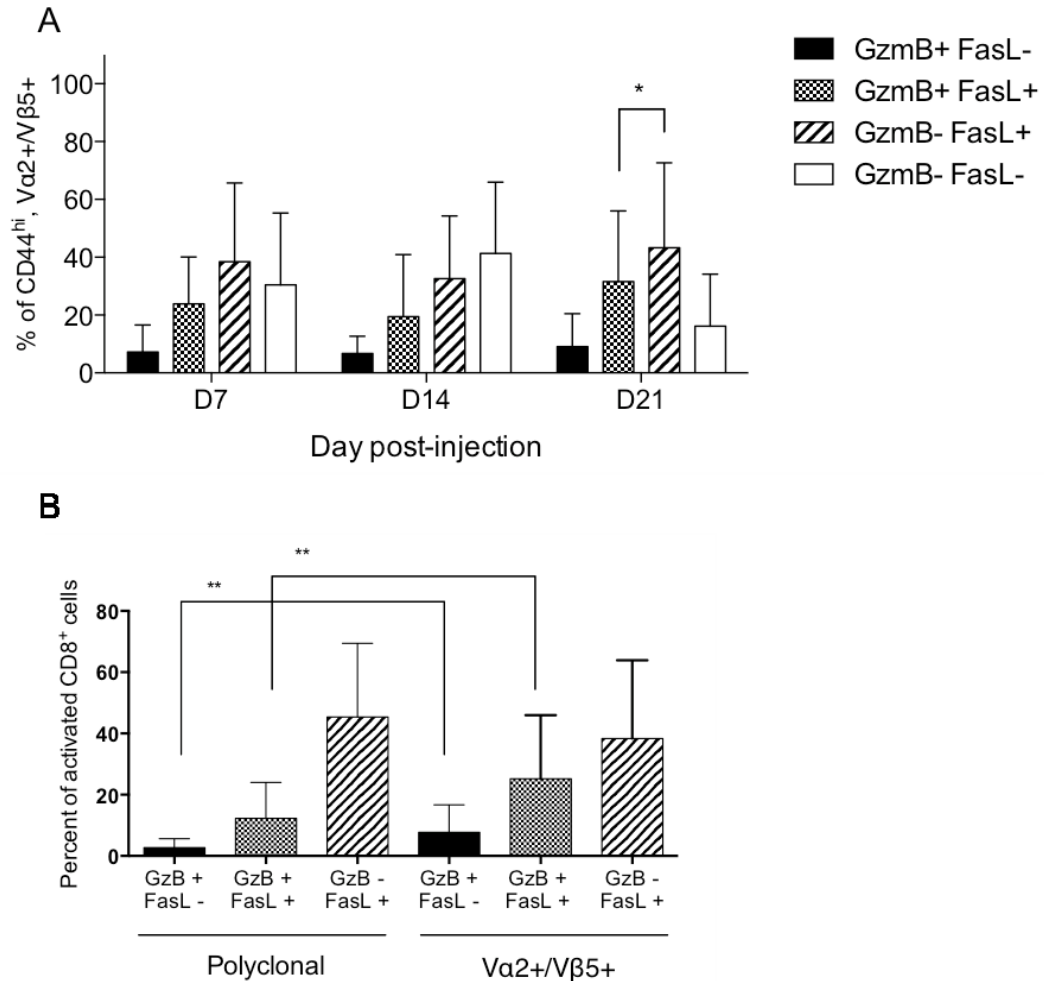 A
% of CD44hi, Vα2+/Vβ5+
100
80
60
40
20
0
*
D7 D14 D21
Day post-injection
GzmB+ FasL-
GzmB+ FasL+
GzmB- FasL+
GzmB- FasL-
B
Percent of activated CD8+ cells
80
60
40
20
0
**
**
GzB + GzB + GzB - GzB + GzB + GzB -
FasL - FasL + FasL + FasL - FasL + FasL +
Polyclonal Vα2+/Vβ5+